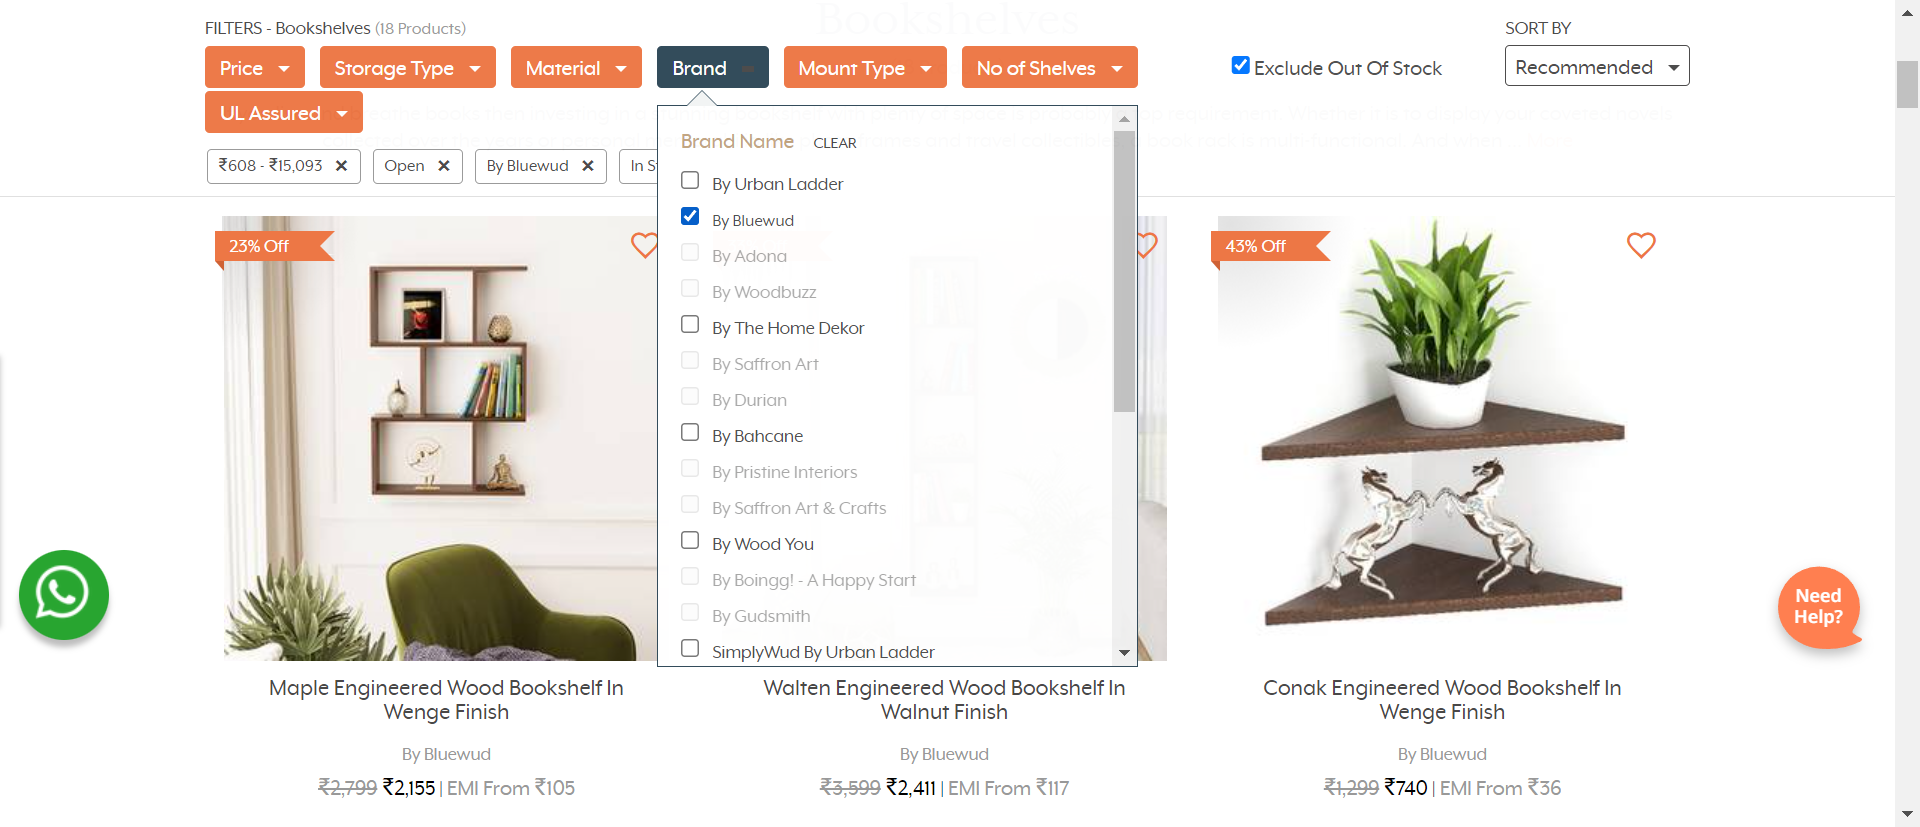 Bookshelves
FILTERS - Bookshelves (18 Products)
SORT BY
Price
Storage Type
Material
Brand
Mount Type
No of Shelves
Exclude Out Of Stock
Recommended
UL Assured
₹608 - ₹15,093 ✕
Open ✕
By Bluewud ✕
In S
Brand Name CLEAR
By Urban Ladder
By Bluewud
By Adona
By Woodbuzz
By The Home Dekor
By Saffron Art
By Durian
By Bahcane
By Pristine Interiors
By Saffron Art & Crafts
By Wood You
By Boingg! - A Happy Start
By Gudsmith
SimplyWud By Urban Ladder
23% Off
43% Off
Need
Help?
Maple Engineered Wood Bookshelf In
Wenge Finish
By Bluewud
₹2,799 ₹2,155 | EMI From ₹105
Walten Engineered Wood Bookshelf In
Walnut Finish
By Bluewud
₹3,599 ₹2,411 | EMI From ₹117
Conak Engineered Wood Bookshelf In
Wenge Finish
By Bluewud
₹1,299 ₹740 | EMI From ₹36